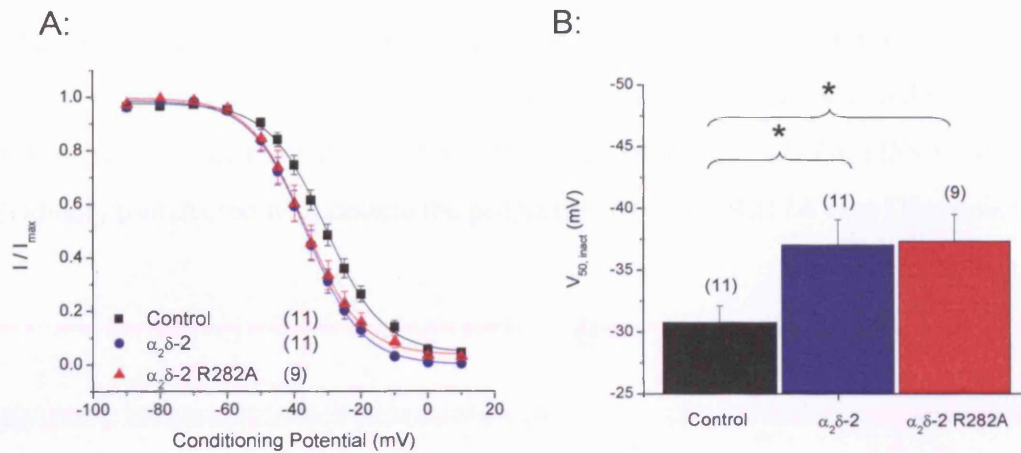 A:
I / Imax
1.0
0.8
0.6
0.4
0.2
0.0
Control (11)
α2δ-2 (11)
α2δ-2 R282A (9)
-100 -80 -60 -40 -20 0 20
Conditioning Potential (mV)
B:
V50, inact (mV)
-50
-45
-40
-35
-30
-25
*
*
(11)
(11)
(9)
Control α2δ-2 α2δ-2 R282A